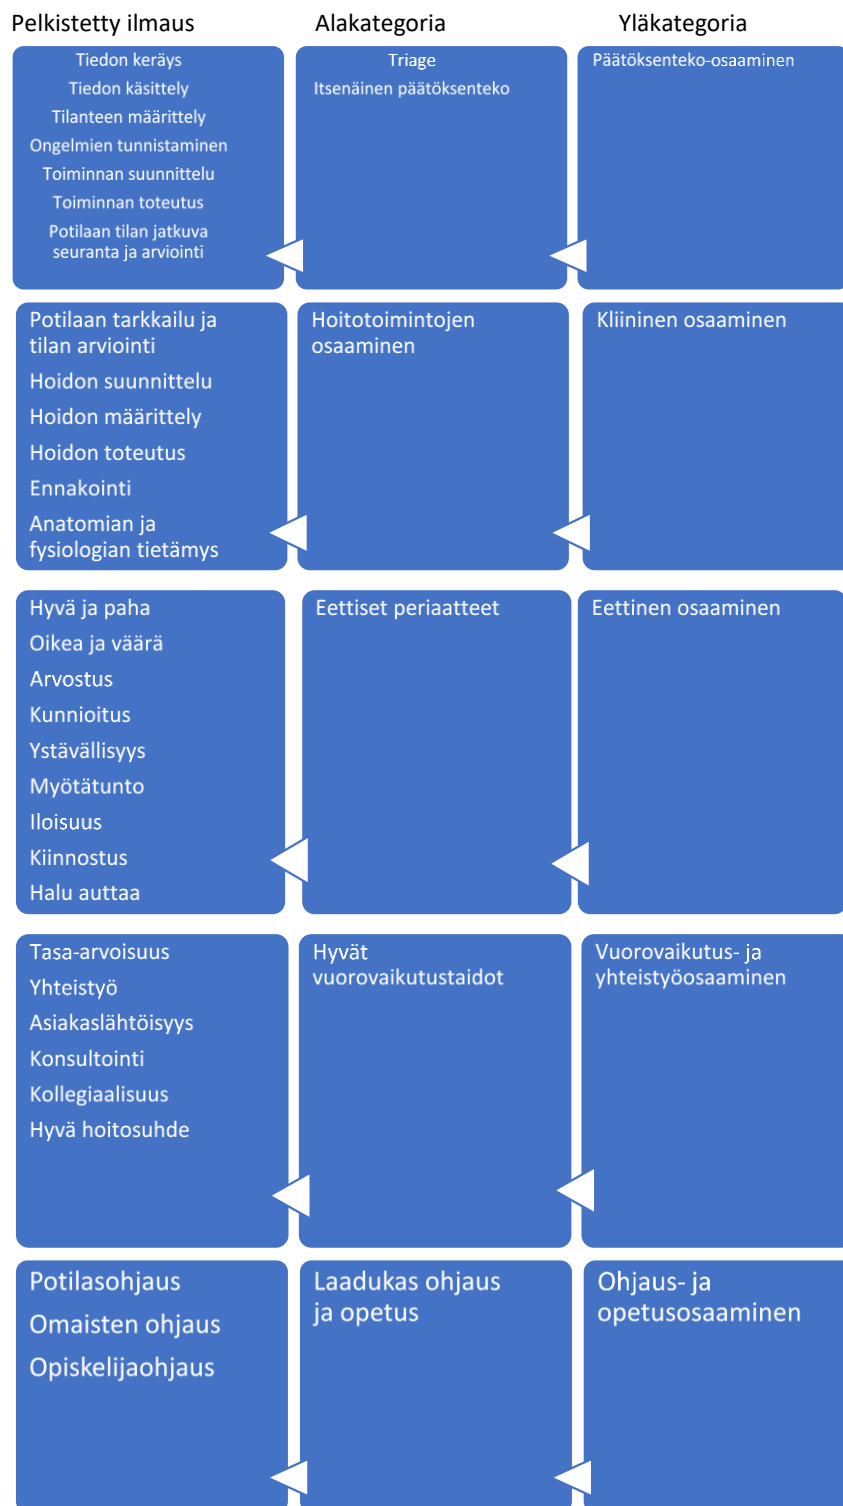 Pelkistetty ilmaus
Alakategoria
Yläkategoria
Tiedon keräys
Tiedon käsittely
Tilanteen määrittely
Ongelmien tunnistaminen
Toiminnan suunnittelu
Toiminnan toteutus
Potilaan tilan jatkuva
seuranta ja arviointi
Triage
Itsenäinen päätöksenteko
Päätöksenteko-osaaminen
Potilaan tarkkailu ja
tilan arviointi
Hoidon suunnittelu
Hoidon määrittely
Hoidon toteutus
Ennakointi
Anatomian ja
fysiologian tietämys
Hoitotoimintojen
osaaminen
Kliininen osaaminen
Hyvä ja paha
Oikea ja väärä
Arvostus
Kunnioitus
Ystävällisyys
Myötätunto
Iloisuus
Kiinnostus
Halu auttaa
Eettiset periaatteet
Eettinen osaaminen
Tasa-arvoisuus
Yhteistyö
Asiakaslähtöisyys
Konsultointi
Kollegiaalisuus
Hyvä hoitosuhde
Hyvät
vuorovaikutustaidot
Vuorovaikutus- ja
yhteistyöosaaminen
Potilasohjaus
Omaisten ohjaus
Opiskelijaohjaus
Laadukas ohjaus
ja opetus
Ohjaus- ja
opetusosaaminen